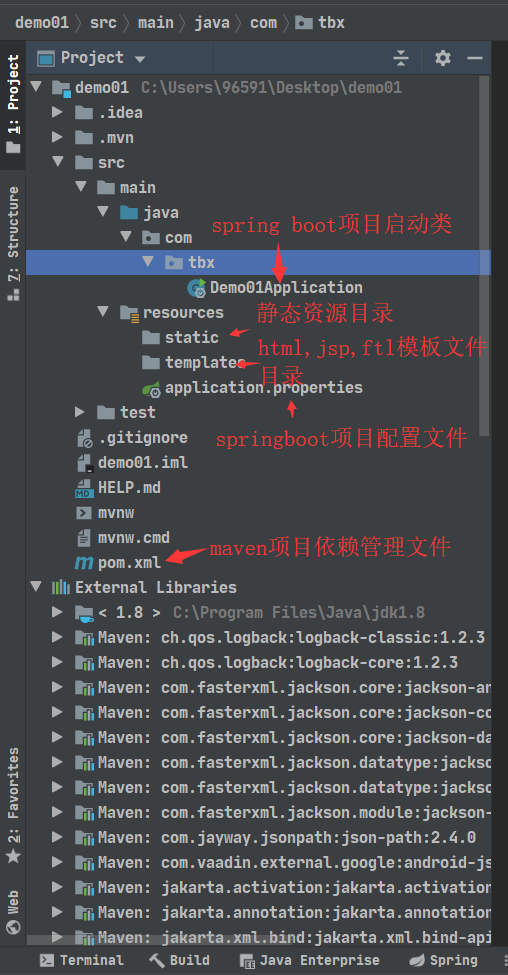 demo01 〉 src 〉 main 〉 java 〉 com 〉 tbx
Project
1: Project
7: Structure
2: Favorites
Web
demo01 C:\Users\96591\Desktop\demo01
.idea
.mvn
src
main
java
spring boot项目启动类
com
tbx
Demo01Application
resources
静态资源目录
static
html,jsp,ftl模板文件
templates
目录
application.properties
test
springboot项目配置文件
.gitignore
demo01.iml
HELP.md
mvnw
mvnw.cmd
maven项目依赖管理文件
pom.xml
External Libraries
< 1.8 > C:\Program Files\Java\jdk1.8
Maven: ch.qos.logback:logback-classic:1.2.3
Maven: ch.qos.logback:logback-core:1.2.3
Maven: com.fasterxml.jackson.core:jackson-an
Maven: com.fasterxml.jackson.core:jackson-co
Maven: com.fasterxml.jackson.core:jackson-da
Maven: com.fasterxml.jackson.datatype:jackso
Maven: com.fasterxml.jackson.datatype:jackso
Maven: com.fasterxml.jackson.module:jackson-
Maven: com.jayway.jsonpath:json-path:2.4.0
Maven: com.vaadin.external.google:android-js
Maven: jakarta.activation:jakarta.activation
Maven: jakarta.annotation:jakarta.annotation
Maven: jakarta.xml.bind:jakarta.xml.bind-api
Terminal Build Java Enterprise Spring